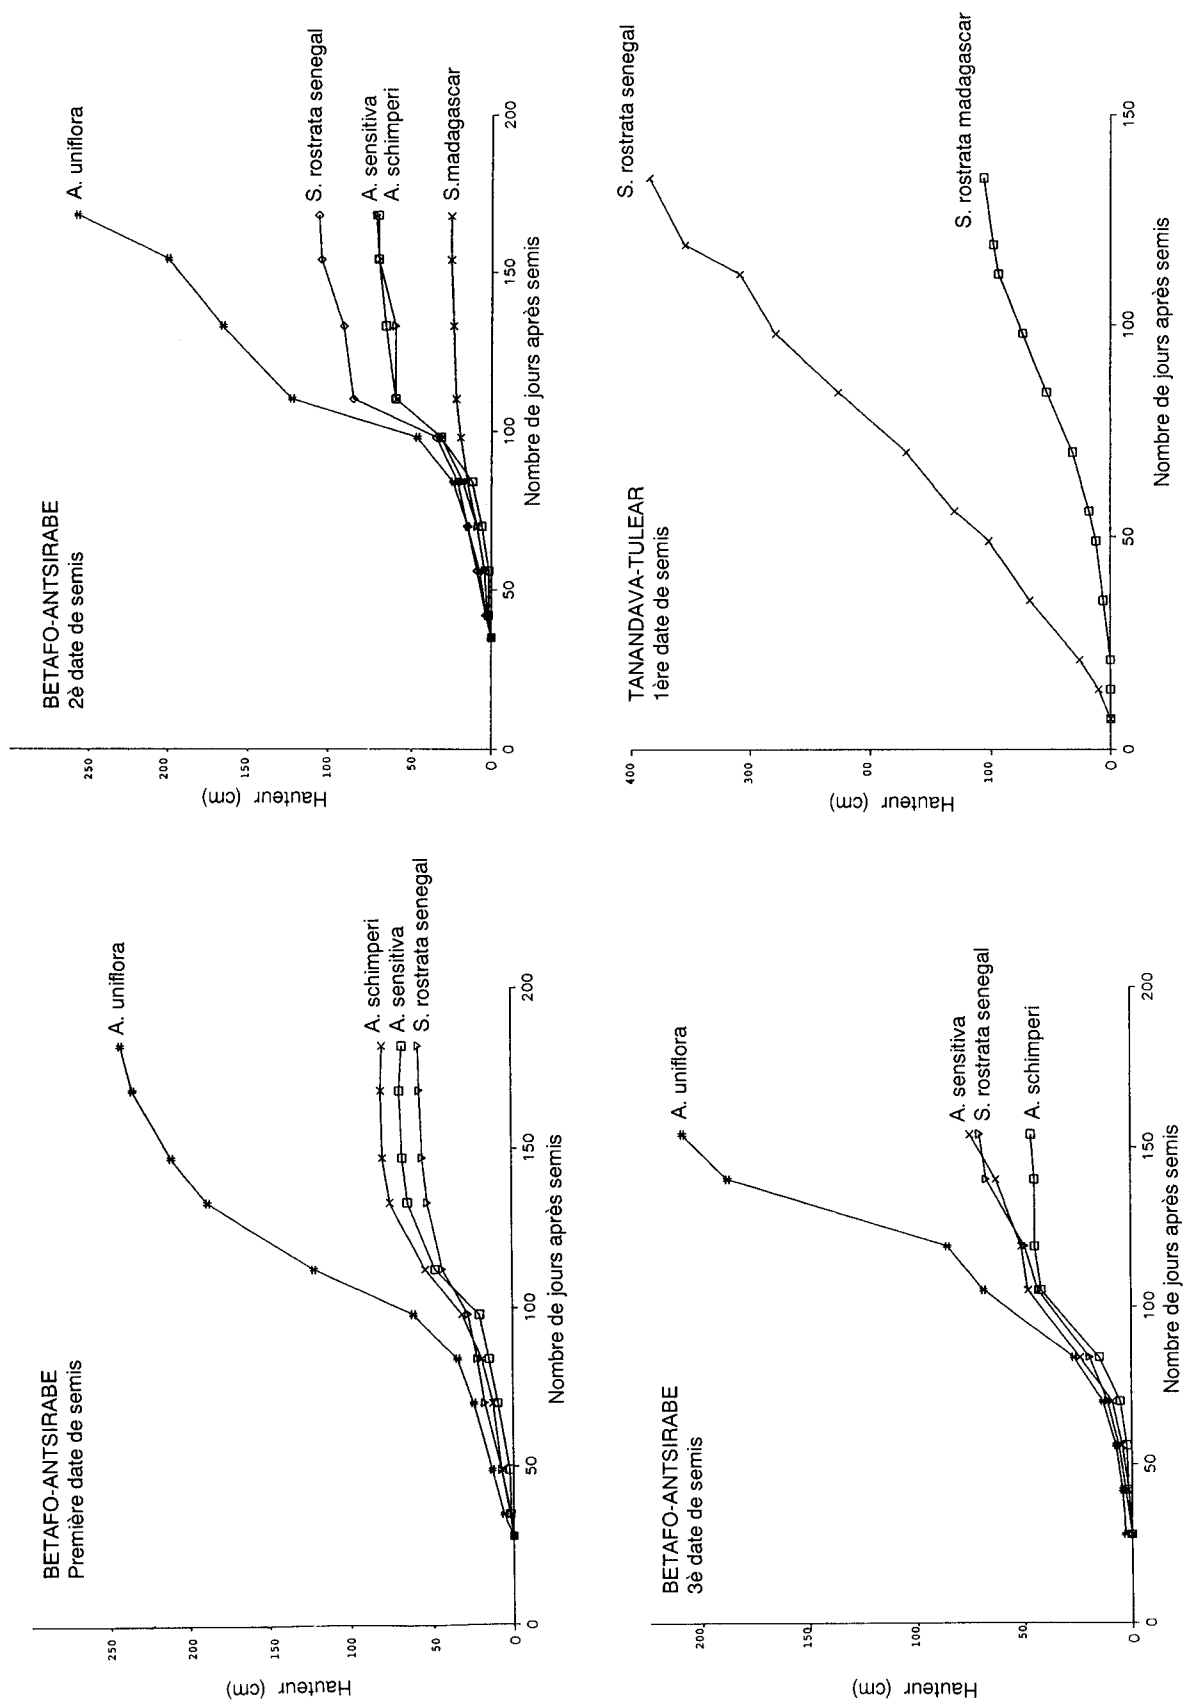 BETAFO-ANTSIRABE
Première date de semis
Hauteur (cm)
250
200
150
100
50
0
0
50
100
150
200
Nombre de jours après semis
A. uniflora
A. schimperi
A. sensitiva
S. rostrata senegal
BETAFO-ANTSIRABE
2è date de semis
Hauteur (cm)
250
200
150
100
50
0
0
50
100
150
200
Nombre de jours après semis
A. uniflora
S. rostrata senegal
A. sensitiva
A. schimperi
S.madagascar
BETAFO-ANTSIRABE
3è date de semis
Hauteur (cm)
200
150
100
50
0
0
50
100
150
200
Nombre de jours après semis
A. uniflora
A. sensitiva
S. rostrata senegal
A. schimperi
TANANDAVA-TULEAR
1ère date de semis
Hauteur (cm)
400
300
00
100
0
0
50
100
150
Nombre de jours après semis
S. rostrata senegal
S. rostrata madagascar